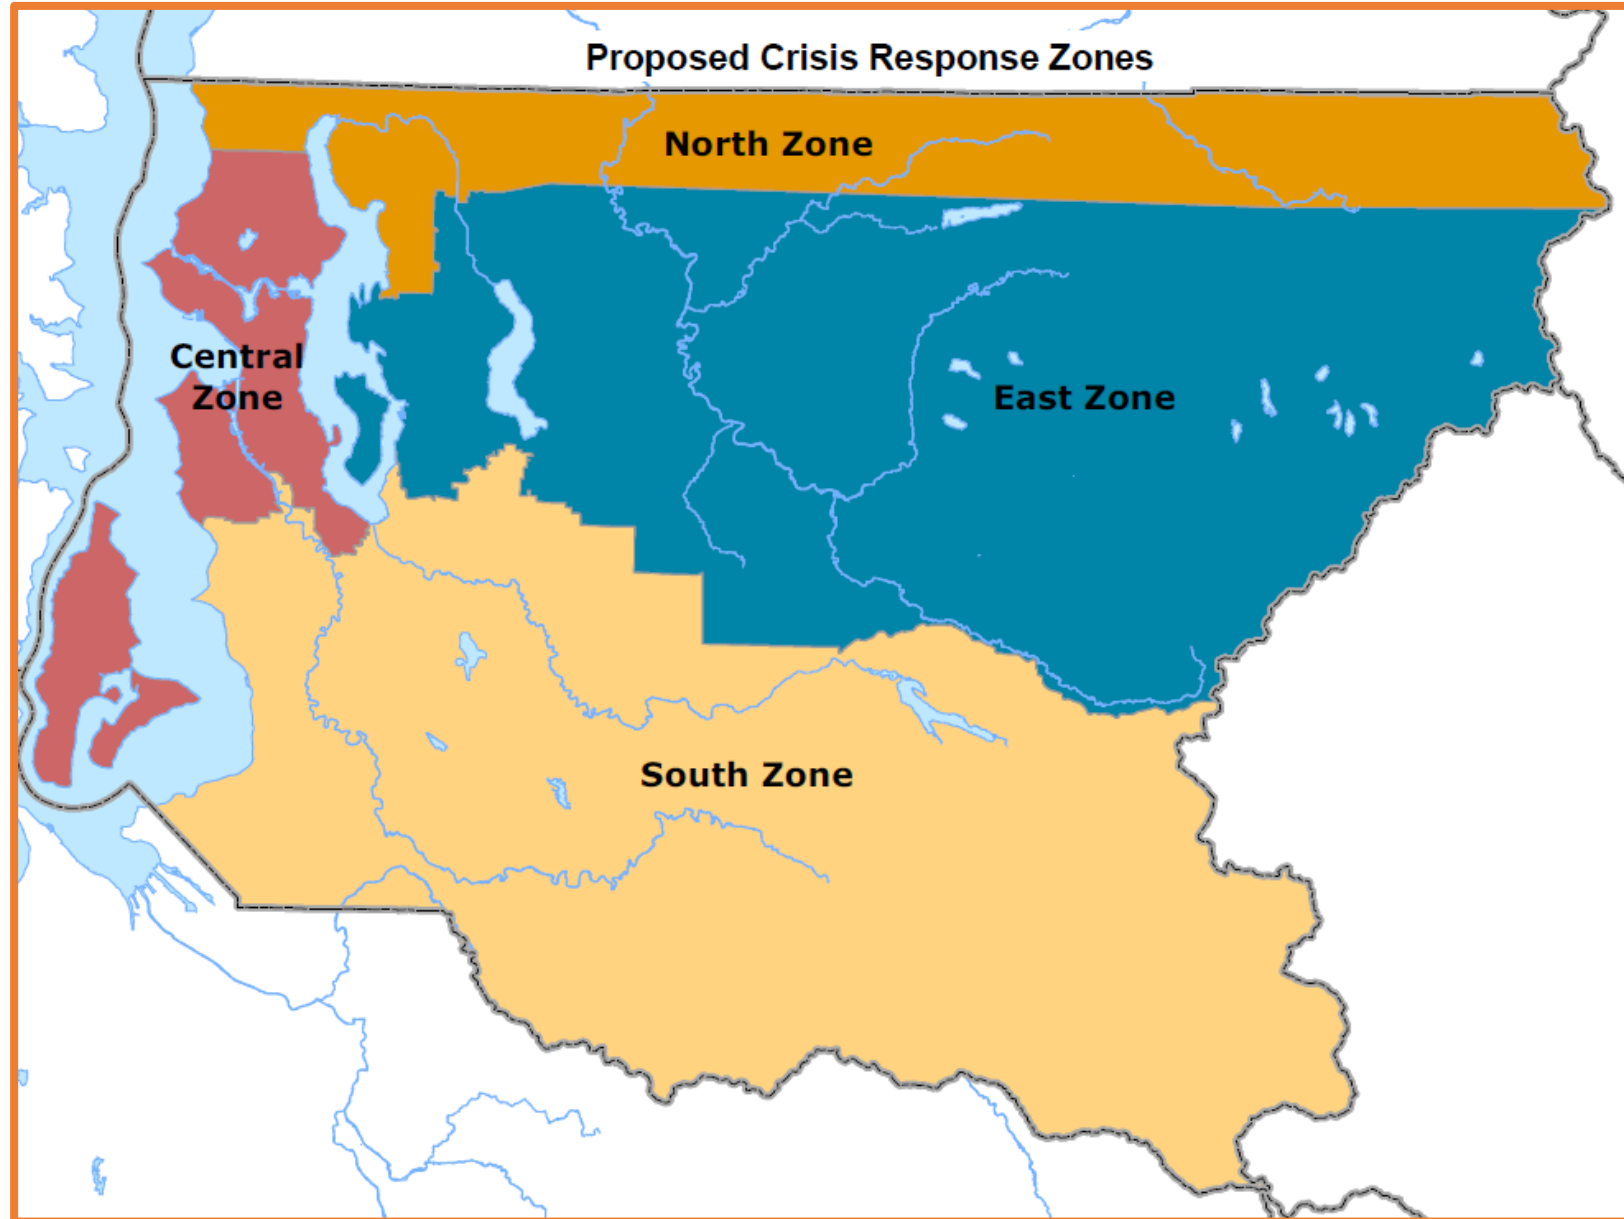 Proposed Crisis Response Zones
North Zone
Central
Zone
East Zone
South Zone